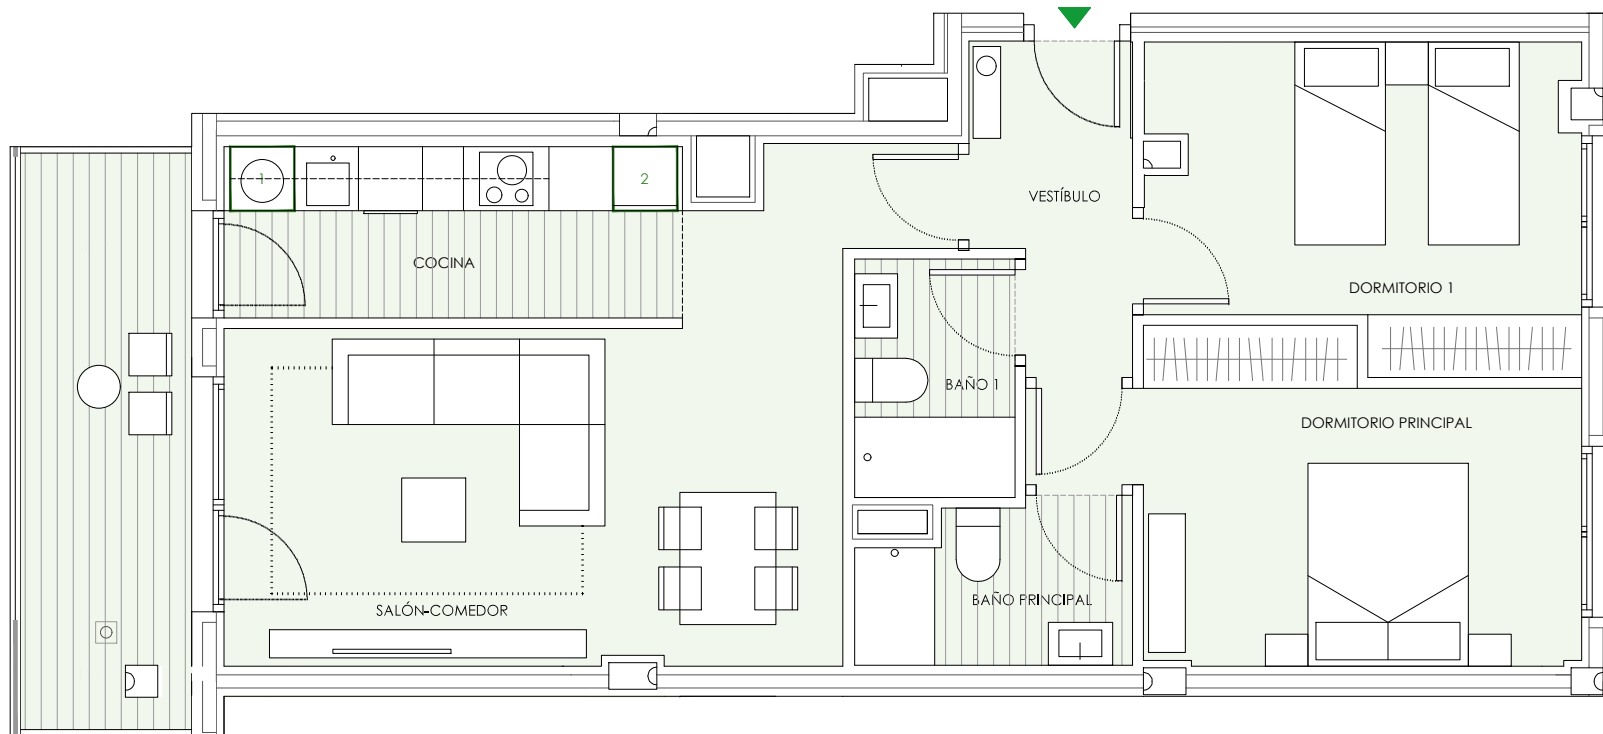 1
2
VESTÍBULO
COCINA
DORMITORIO 1
BAÑO 1
DORMITORIO PRINCIPAL
BAÑO PRINCIPAL
SALÓN-COMEDOR